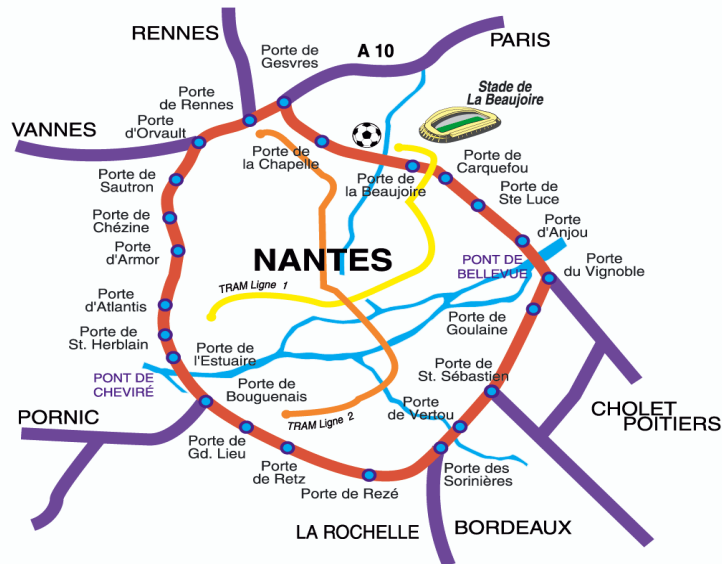 RENNES
Porte de
Gesvres
A 10
PARIS
Stade de
La Beaujoire
Porte
de Rennes
Porte
d'Orvault
VANNES
Porte
de la Chapelle
Porte de
la Beaujoire
Porte de
Carquefou
Porte de
Sautron
Porte de
Ste Luce
Porte de
Chézine
Porte
d'Anjou
Porte
d'Armor
NANTES
PONT DE
BELLEVUE
Porte
du Vignoble
TRAM Ligne 1
Porte
d'Atlantis
Porte de
Goulaine
Porte de
St. Herblain
Porte de
l'Estuaire
Porte de
St. Sébastien
PONT DE
CHEVIRÉ
Porte de
Bouguenais
Porte
de Vertou
CHOLET
POITIERS
PORNIC
TRAM Ligne 2
Porte de
Gd. Lieu
Porte
de Retz
Porte de Rezé
Porte des
Sorinières
LA ROCHELLE
BORDEAUX